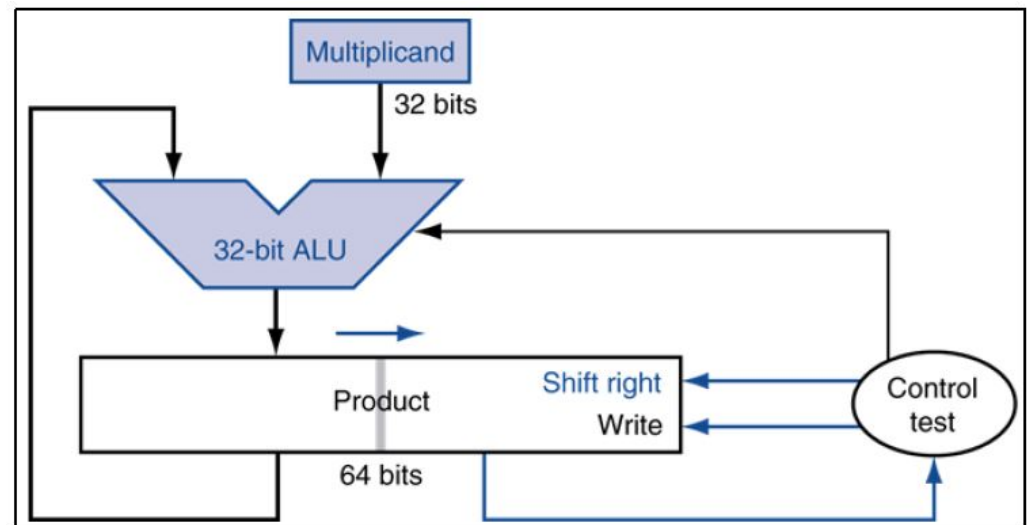 Multiplicand
32 bits
32-bit ALU
Product
Shift right
Write
64 bits
Control
test